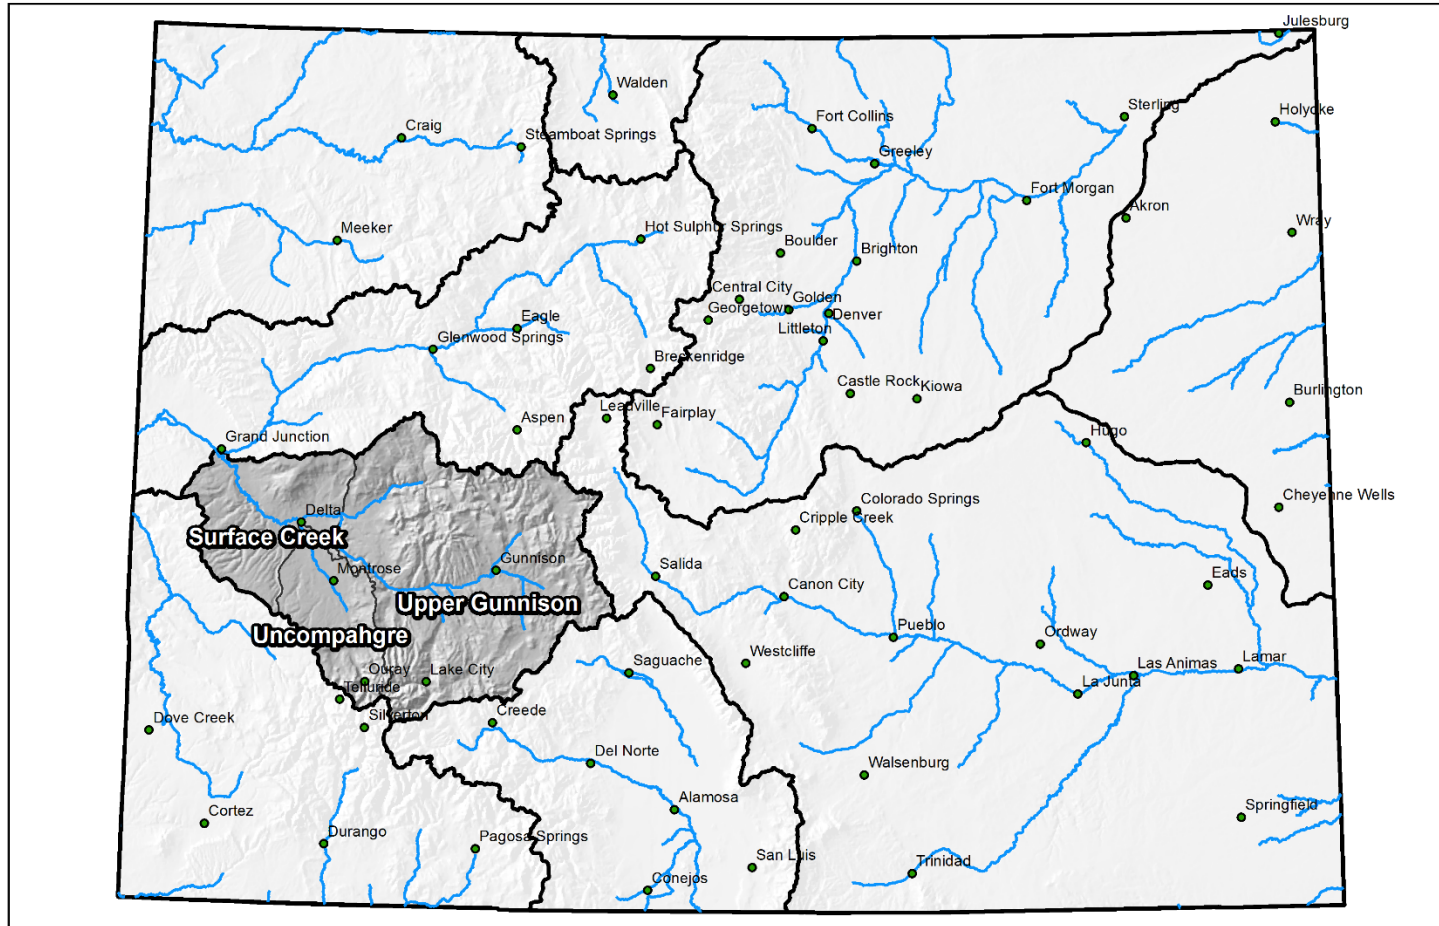 Julesburg
Walden
Sterling
Holyoke
Fort Collins
Craig
Steamboat Springs
Greeley
Fort Morgan
Akron
Wray
Meeker
Hot Sulphur Springs
Boulder
Brighton
Central City
Golden
Georgetown
Denver
Eagle
Littleton
Glenwood Springs
Breckenridge
Castle Rock
Kiowa
Burlington
Leadville
Aspen
Fairplay
Hugo
Grand Junction
Colorado Springs
Cheyenne Wells
Delta
Cripple Creek
Surface Creek
Gunnison
Salida
Montrose
Eads
Canon City
Upper Gunnison
Pueblo
Ordway
Uncompahgre
Westcliffe
Saguache
Las Animas
Lamar
Ouray
Lake City
Telluride
La Junta
Creede
Silverton
Dove Creek
Del Norte
Walsenburg
Alamosa
Springfield
Cortez
Durango
Pagosa Springs
San Luis
Trinidad
Conejos